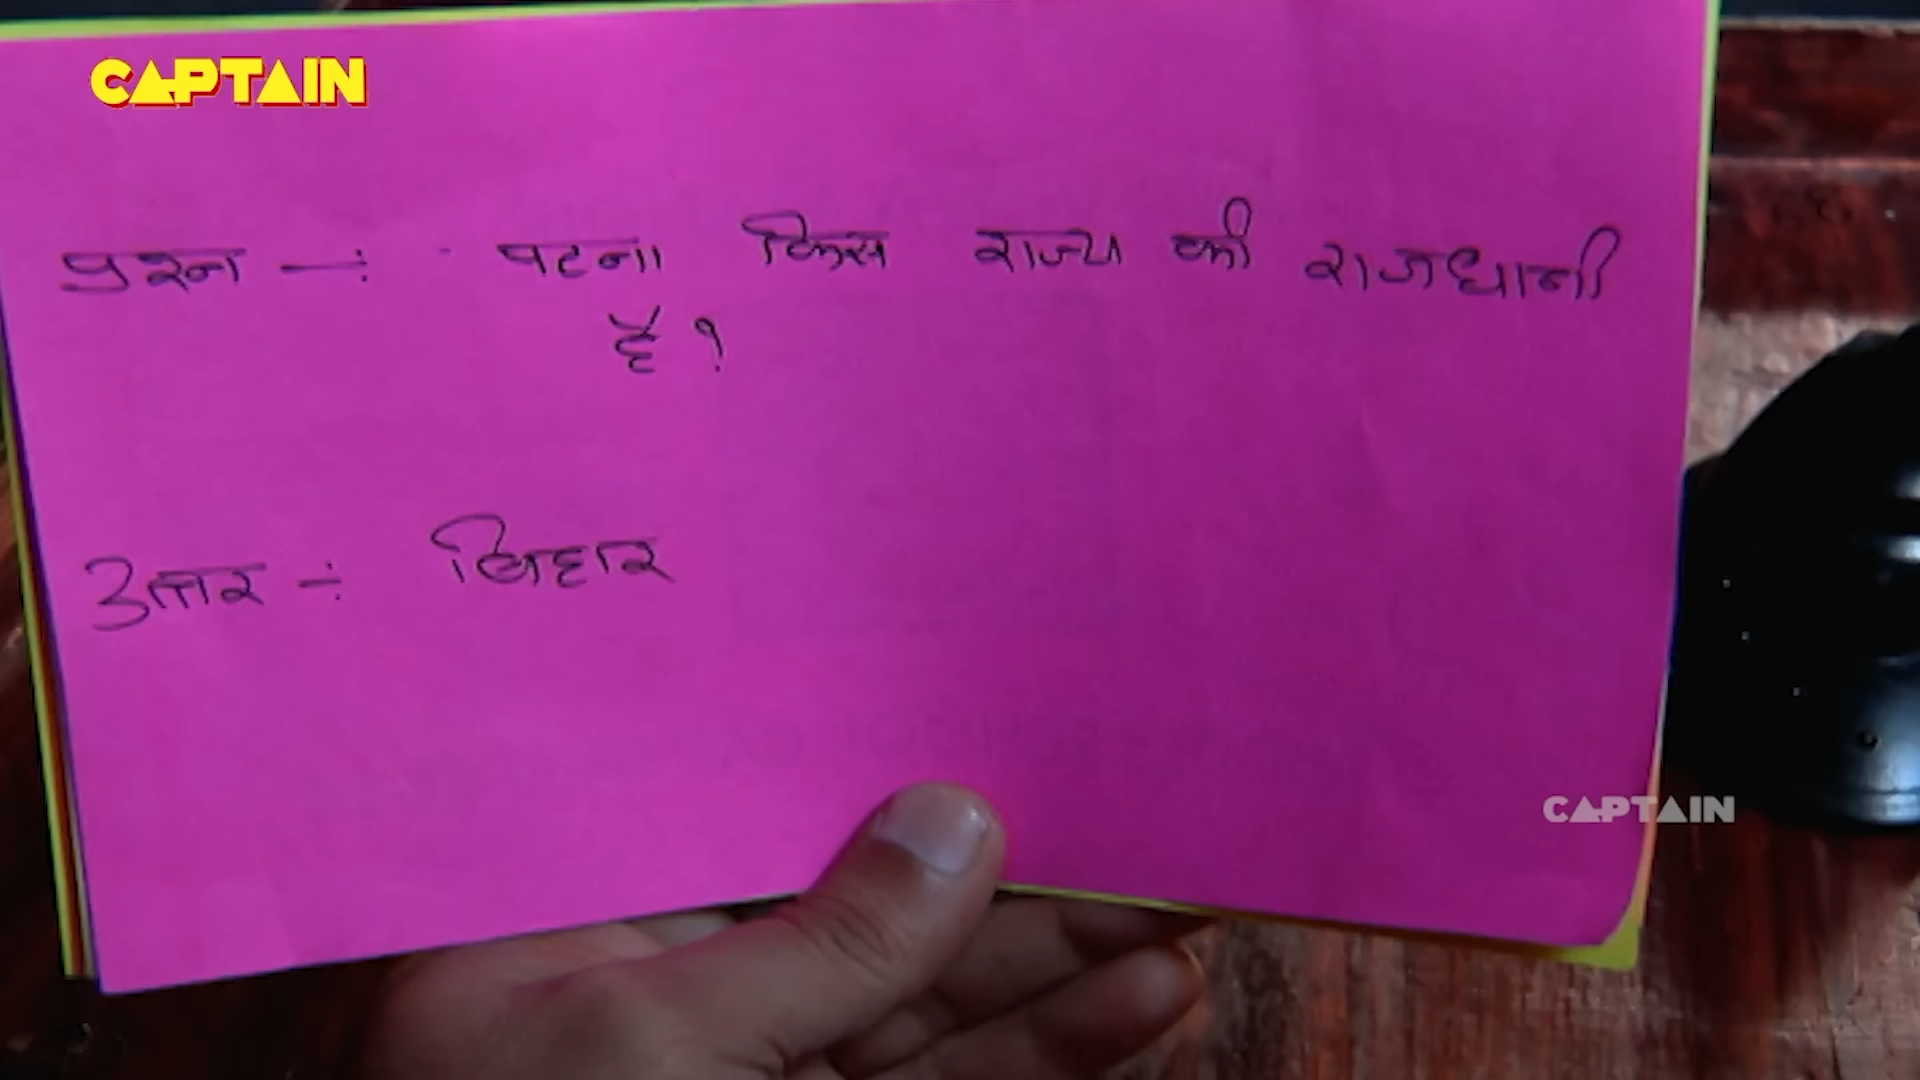 CAPTAIN
प्रश्न –: पटना किस राज्य की राजधानी
है ?
उत्तर -: बिहार
CAPTAIN